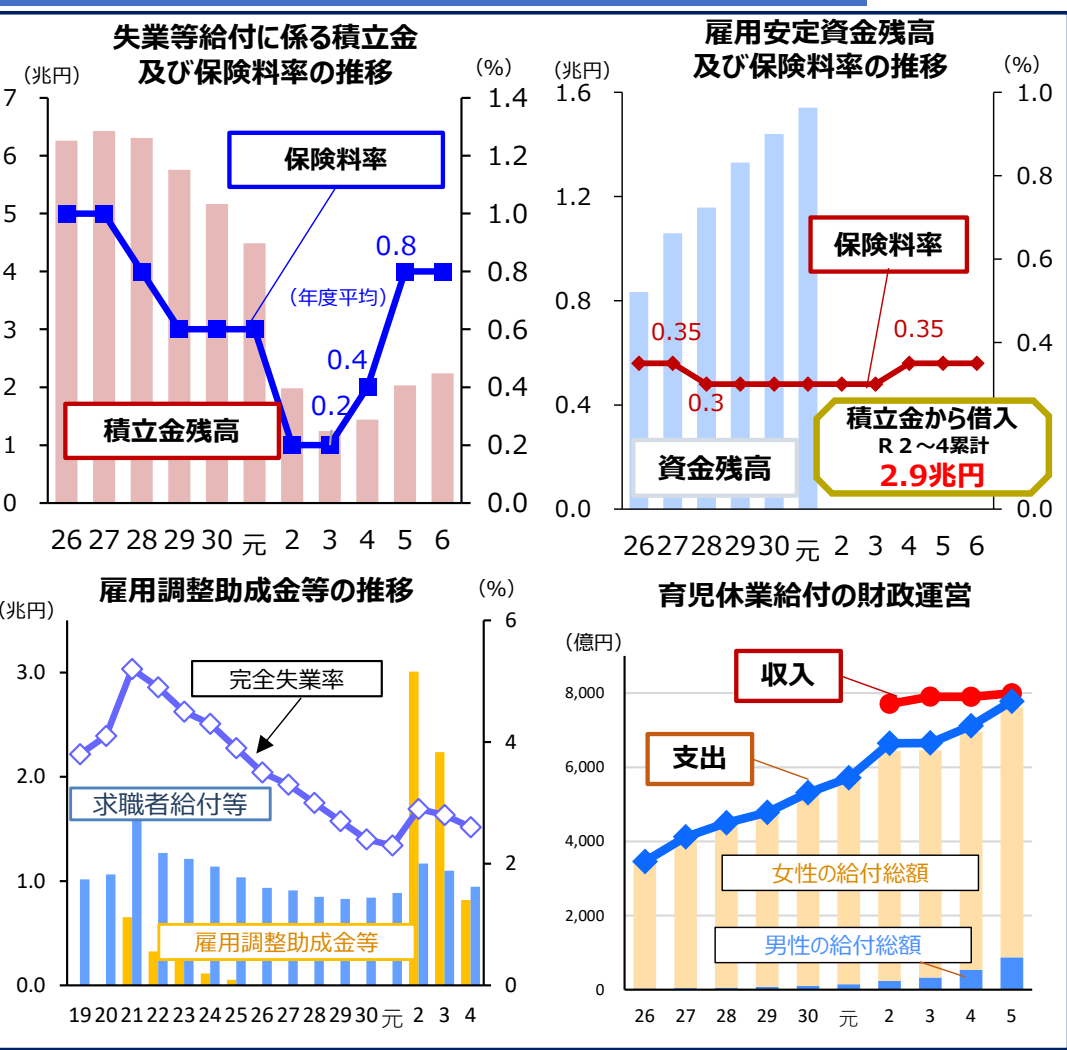 失業等給付に係る積立金
及び保険料率の推移
（兆円）
（%）
7
6
5
4
3
2
1
0
1.4
1.2
1.0
0.8
0.6
0.4
0.2
0.0
保険料率
（年度平均）
0.8
0.4
0.2
積立金残高
26 27 28 29 30 元 2 3 4 5 6
雇用安定資金残高
及び保険料率の推移
（兆円）
（%）
1.6
1.2
0.8
0.4
0.0
1.0
0.8
0.6
0.4
0.0
保険料率
0.35
0.3
0.35
資金残高
積立金から借入
R２～4累計
2.9兆円
26 27 28 29 30 元 2 3 4 5 6
雇用調整助成金等の推移
（兆円）
（%）
3.0
2.0
1.0
0.0
6
4
2
0
完全失業率
求職者給付等
雇用調整助成金等
19 20 21 22 23 24 25 26 27 28 29 30 元 2 3 4
育児休業給付の財政運営
（億円）
8,000
6,000
4,000
2,000
0
収入
支出
女性の給付総額
男性の給付総額
26 27 28 29 30 元 2 3 4 5